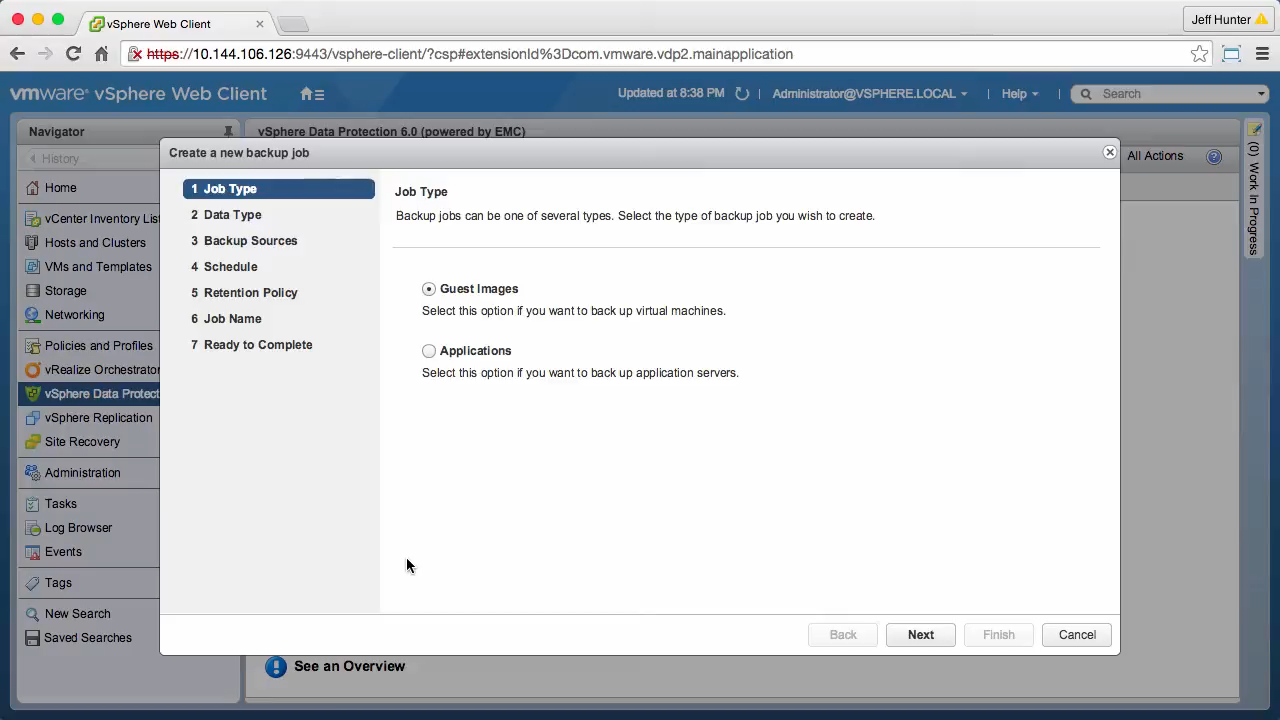 vSphere Web Client
Jeff Hunter
https://10.144.106.126:9443/vsphere-client/?csp#extensionId%3Dcom.vmware.vdp2.mainapplication
vmware® vSphere Web Client
Updated at 8:38 PM
Administrator@VSPHERE.LOCAL
Help
Search
Navigator
vSphere Data Protection 6.0 (powered by EMC)
History
All Actions
(0) Work In Progress
Home
vCenter Inventory List
Hosts and Clusters
VMs and Templates
Storage
Networking
Policies and Profiles
vRealize Orchestrator
vSphere Data Protect
vSphere Replication
Site Recovery
Administration
Tasks
Log Browser
Events
Tags
New Search
Saved Searches
Create a new backup job
1 Job Type
2 Data Type
3 Backup Sources
4 Schedule
5 Retention Policy
6 Job Name
7 Ready to Complete
Job Type
Backup jobs can be one of several types. Select the type of backup job you wish to create.
Guest Images
Select this option if you want to back up virtual machines.
Applications
Select this option if you want to back up application servers.
Back
Next
Finish
Cancel
See an Overview